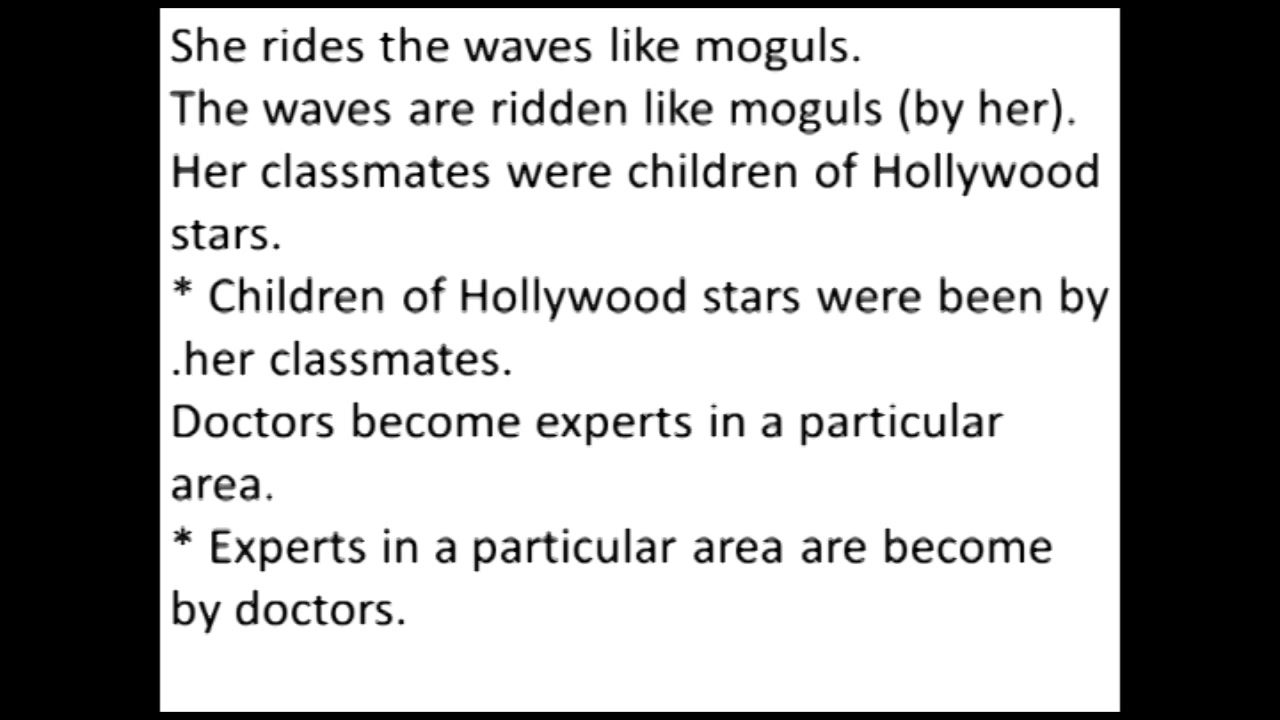 She rides the waves like moguls.
The waves are ridden like moguls (by her).
Her classmates were children of Hollywood
stars.
* Children of Hollywood stars were been by
.her classmates.
Doctors become experts in a particular
area.
* Experts in a particular area are become
by doctors.